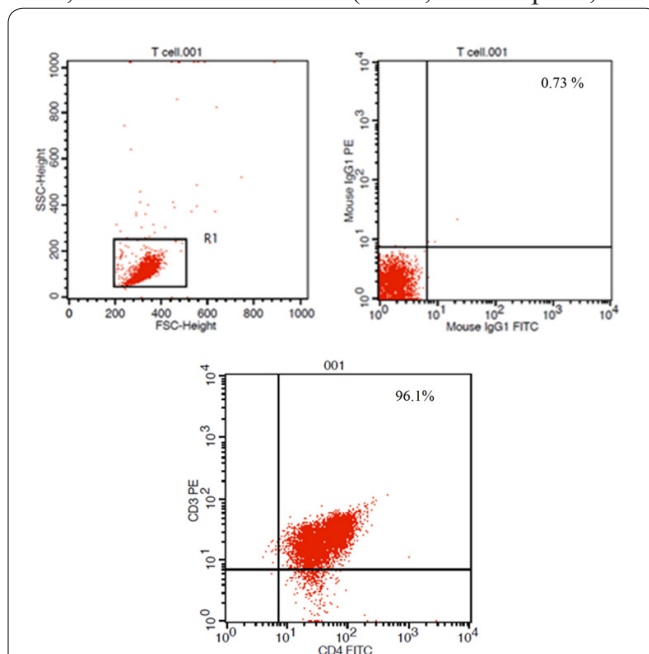 T cell.001
1000
800
600
400
200
0
SSC-Height
R1
0 200 400 600 800 1000
FSC-Height
T cell.001
0.73 %
10^4
10^3
10^2
10^1
10^0
Mouse IgG1 PE
10^0 10^1 10^2 10^3 10^4
Mouse IgG1 FITC
001
96.1%
10^4
10^3
10^2
10^1
10^0
CD3 PE
10^0 10^1 10^2 10^3 10^4
CD4 FITC